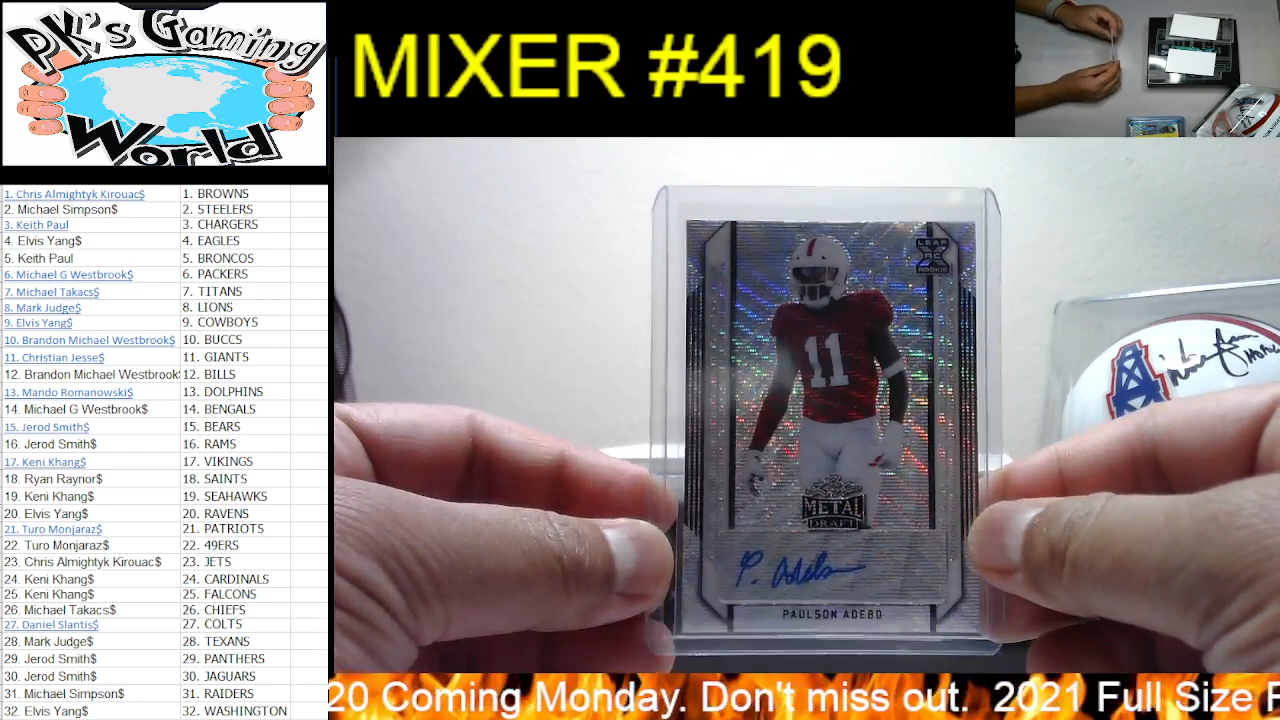 PK's Gaming
World
MIXER #419
1. Chris Almightyk Kirouac$ 1. BROWNS
2. Michael Simpson$ 2. STEELERS
3. Keith Paul 3. CHARGERS
4. Elvis Yang$ 4. EAGLES
5. Keith Paul 5. BRONCOS
6. Michael G Westbrook$ 6. PACKERS
7. Michael Takacs$ 7. TITANS
8. Mark Judge$ 8. LIONS
9. Elvis Yang$ 9. COWBOYS
10. Brandon Michael Westbrook$ 10. BUCCS
11. Christian Jesse$ 11. GIANTS
12. Brandon Michael Westbrook 12. BILLS
13. Mando Romanowski$ 13. DOLPHINS
14. Michael G Westbrook$ 14. BENGALS
15. Jerod Smith$ 15. BEARS
16. Jerod Smith$ 16. RAMS
17. Keni Khang$ 17. VIKINGS
18. Ryan Raylor$ 18. SAINTS
19. Keni Khang$ 19. SEAHAWKS
20. Elvis Yang$ 20. RAVENS
21. Turo Monjaraz$ 21. PATRIOTS
22. Turo Monjaraz$ 22. 49ERS
23. Chris Almightyk Kirouac$ 23. JETS
24. Keni Khang$ 24. CARDINALS
25. Keni Khang$ 25. FALCONS
26. Michael Takacs$ 26. CHIEFS
27. Daniel Slantis$ 27. COLTS
28. Mark Judge$ 28. TEXANS
29. Jerod Smith$ 29. PANTHERS
30. Jerod Smith$ 30. JAGUARS
31. Michael Simpson$ 31. RAIDERS
32. Elvis Yang$ 32. WASHINGTON
LEAF
RC
ROOKIE
11
Leaf
METAL
DRAFT
P. Adebo
PAULSON ADEBO
20 Coming Monday. Don't miss out. 2021 Full Size F